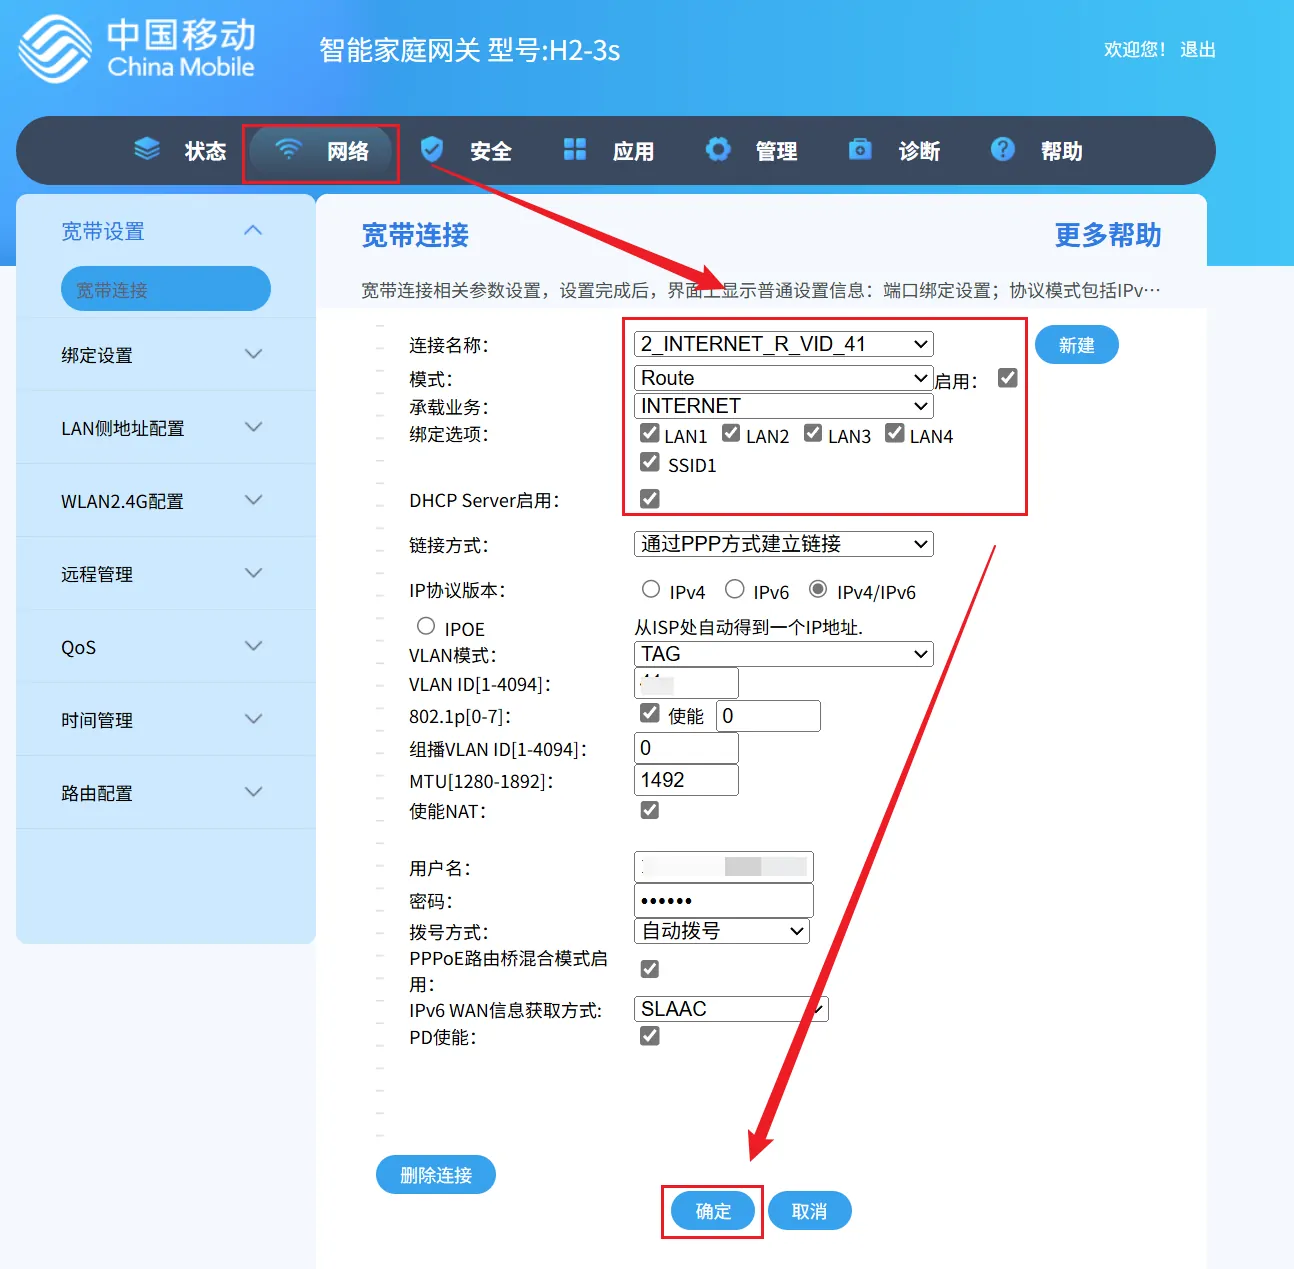 中国移动
China Mobile
智能家庭网关 型号:H2-3s
欢迎您！ 退出
状态 网络 安全 应用 管理 诊断 帮助
宽带设置
宽带连接
绑定设置
LAN侧地址配置
WLAN2.4G配置
远程管理
QoS
时间管理
路由配置
宽带连接 更多帮助
宽带连接相关参数设置，设置完成后，界面上显示普通设置信息：端口绑定设置；协议模式包括IPv…
连接名称： 2_INTERNET_R_VID_41 新建
模式： Route 启用：
承载业务： INTERNET
绑定选项： LAN1 LAN2 LAN3 LAN4
SSID1
DHCP Server启用：
链接方式： 通过PPP方式建立链接
IP协议版本： IPv4 IPv6 IPv4/IPv6
IPOE 从ISP处自动得到一个IP地址.
VLAN模式： TAG
VLAN ID[1-4094]：
802.1p[0-7]： 使能 0
组播VLAN ID[1-4094]： 0
MTU[1280-1892]： 1492
使能NAT：
用户名：
密码： ••••••
拨号方式： 自动拨号
PPPoE路由桥混合模式启
用：
IPv6 WAN信息获取方式: SLAAC
PD使能：
删除连接
确定 取消